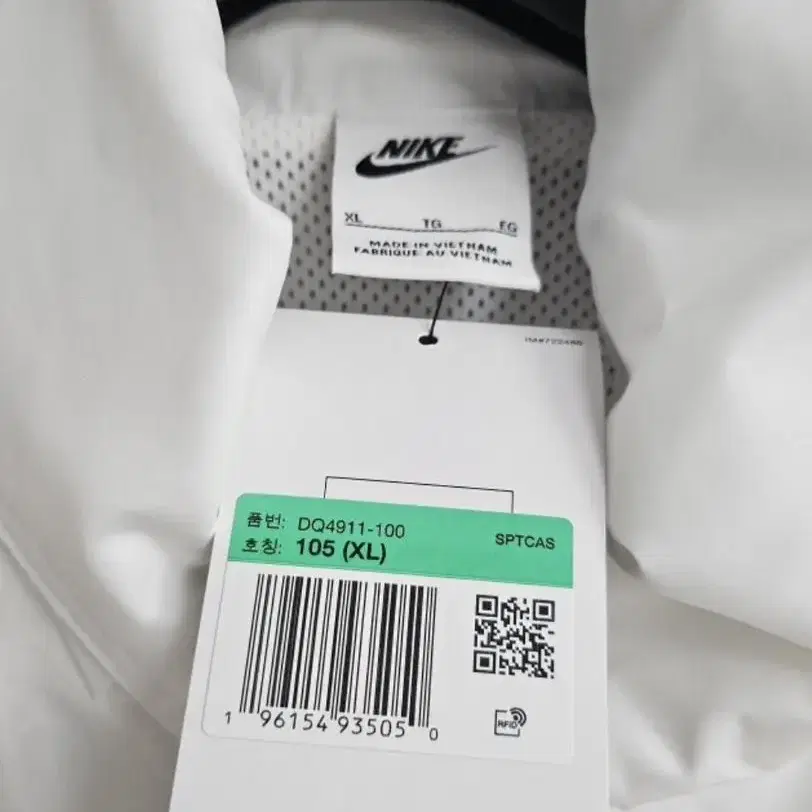 NIKE
XL TG EG
MADE IN VIETNAM
FABRIQUE AU VIETNAM
품번: DQ4911-100
호칭: 105 (XL)
SPTCAS
1 96154 93505 0
RFID